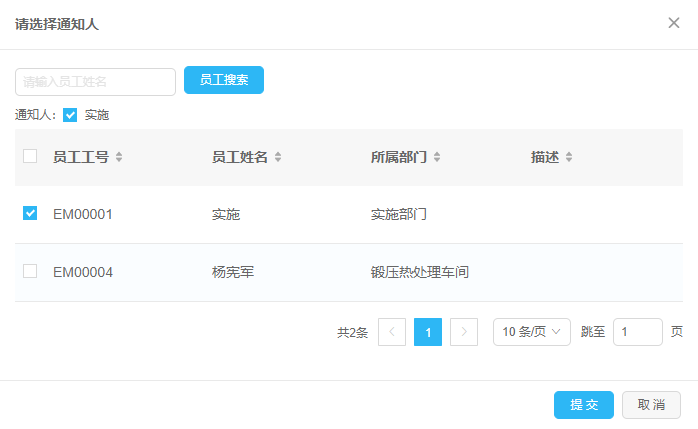 请选择通知人
请输入员工姓名 员工搜索
通知人: 实施
员工工号 员工姓名 所属部门 描述
EM00001 实施 实施部门
EM00004 杨宪军 锻压热处理车间
共2条 1 10 条/页 跳至 1 页
提交 取消